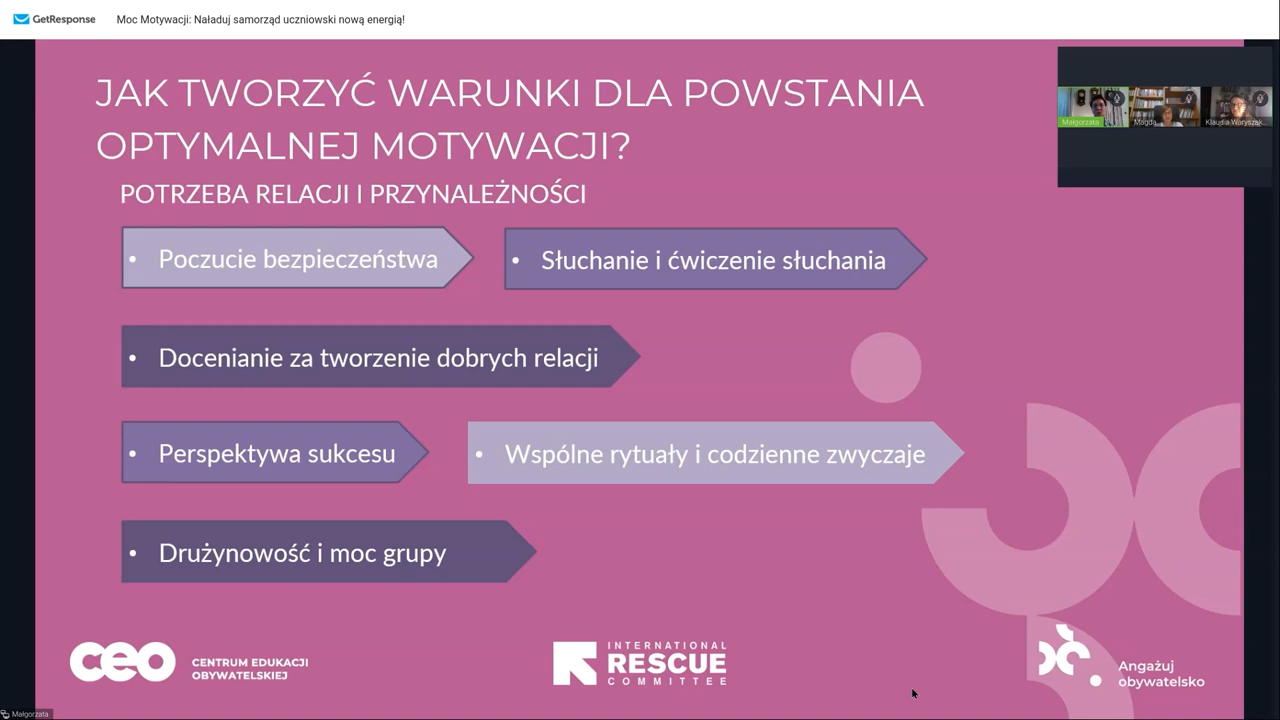 GetResponse Moc Motywacji: Naładuj samorząd uczniowski nową energią!
JAK TWORZYĆ WARUNKI DLA POWSTANIA
OPTYMALNEJ MOTYWACJI?
POTRZEBA RELACJI I PRZYNALEŻNOŚCI
Małgorzata
Magda
Klaudia Waryszak...
• Poczucie bezpieczeństwa
• Słuchanie i ćwiczenie słuchania
• Docenianie za tworzenie dobrych relacji
• Perspektywa sukcesu
• Wspólne rytuały i codzienne zwyczaje
• Drużynowość i moc grupy
ceo
CENTRUM EDUKACJI
OBYWATELSKIEJ
INTERNATIONAL
RESCUE
COMMITTEE
Angażuj
obywatelsko
Małgorzata